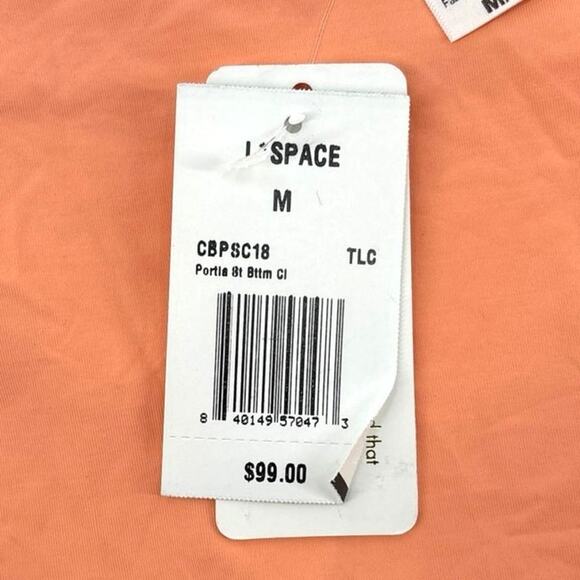 L*SPACE
M
CBPSC18 TLC
Portia St Bttm Cl
8 40149 57047 3
$99.00
that